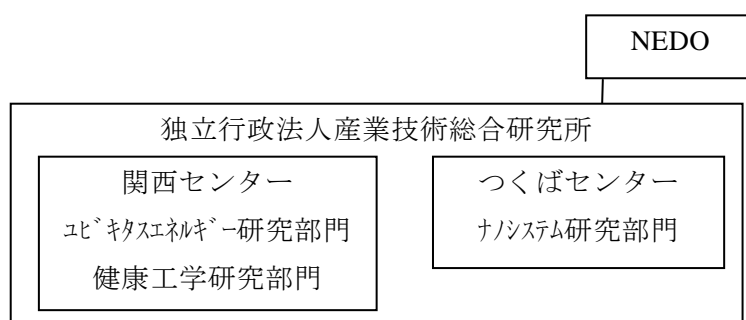 NEDO
独立行政法人産業技術総合研究所
関西センター
ﾕﾋﾞｷﾀｽｴﾈﾙｷﾞｰ研究部門
健康工学研究部門
つくばセンター
ﾅﾉｼｽﾃﾑ研究部門